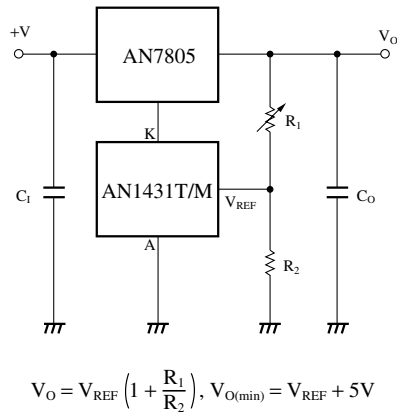 +V
AN7805
V_O
K
R_1
AN1431T/M
V_REF
C_I
C_O
A
R_2
V_O = V_REF (1 + R_1/R_2), V_O(min) = V_REF + 5V